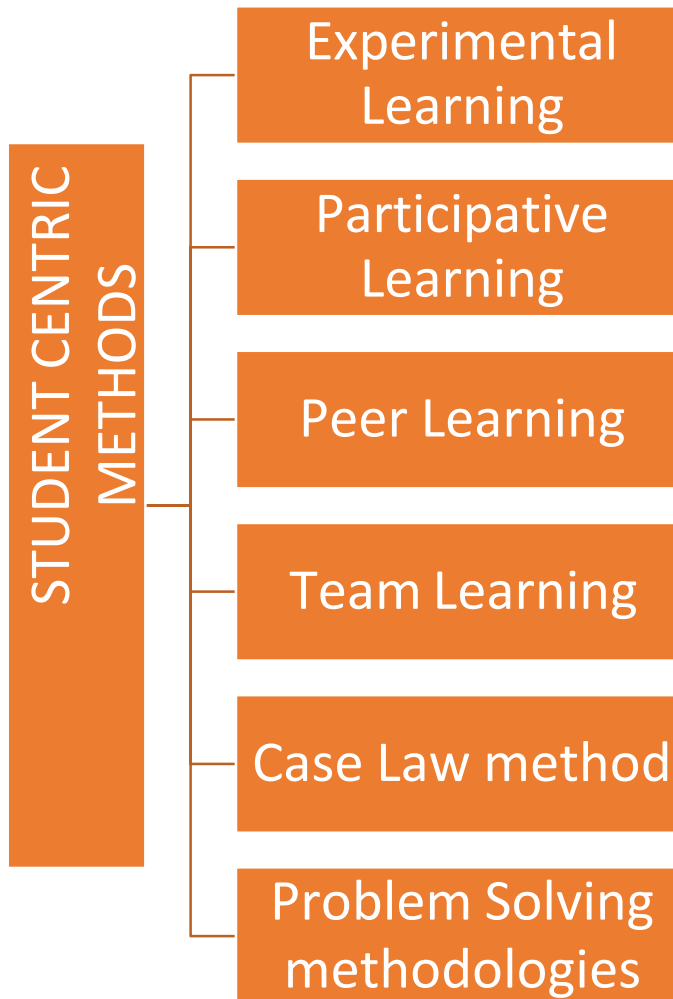 STUDENT CENTRIC
METHODS
Experimental
Learning
Participative
Learning
Peer Learning
Team Learning
Case Law method
Problem Solving
methodologies